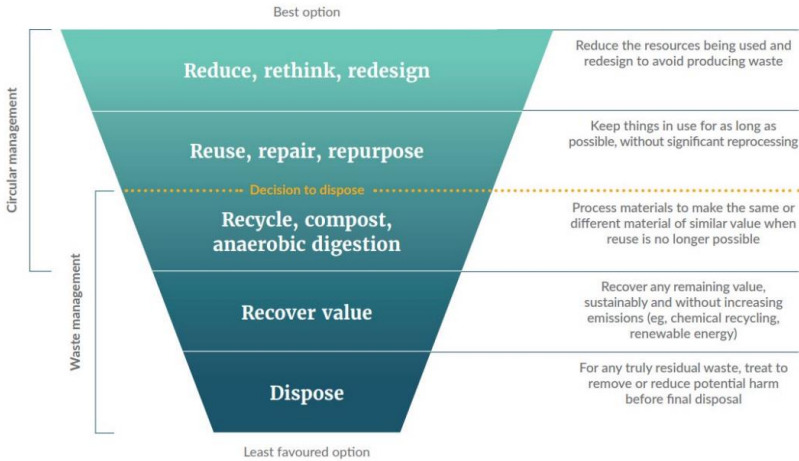 Best option
Circular management
Waste management
Reduce, rethink, redesign
Reduce the resources being used and
redesign to avoid producing waste
Reuse, repair, repurpose
Keep things in use for as long as
possible, without significant reprocessing
Decision to dispose
Recycle, compost,
anaerobic digestion
Process materials to make the same or
different material of similar value when
reuse is no longer possible
Recover value
Recover any remaining value,
sustainably and without increasing
emissions (eg, chemical recycling,
renewable energy)
Dispose
For any truly residual waste, treat to
remove or reduce potential harm
before final disposal
Least favoured option